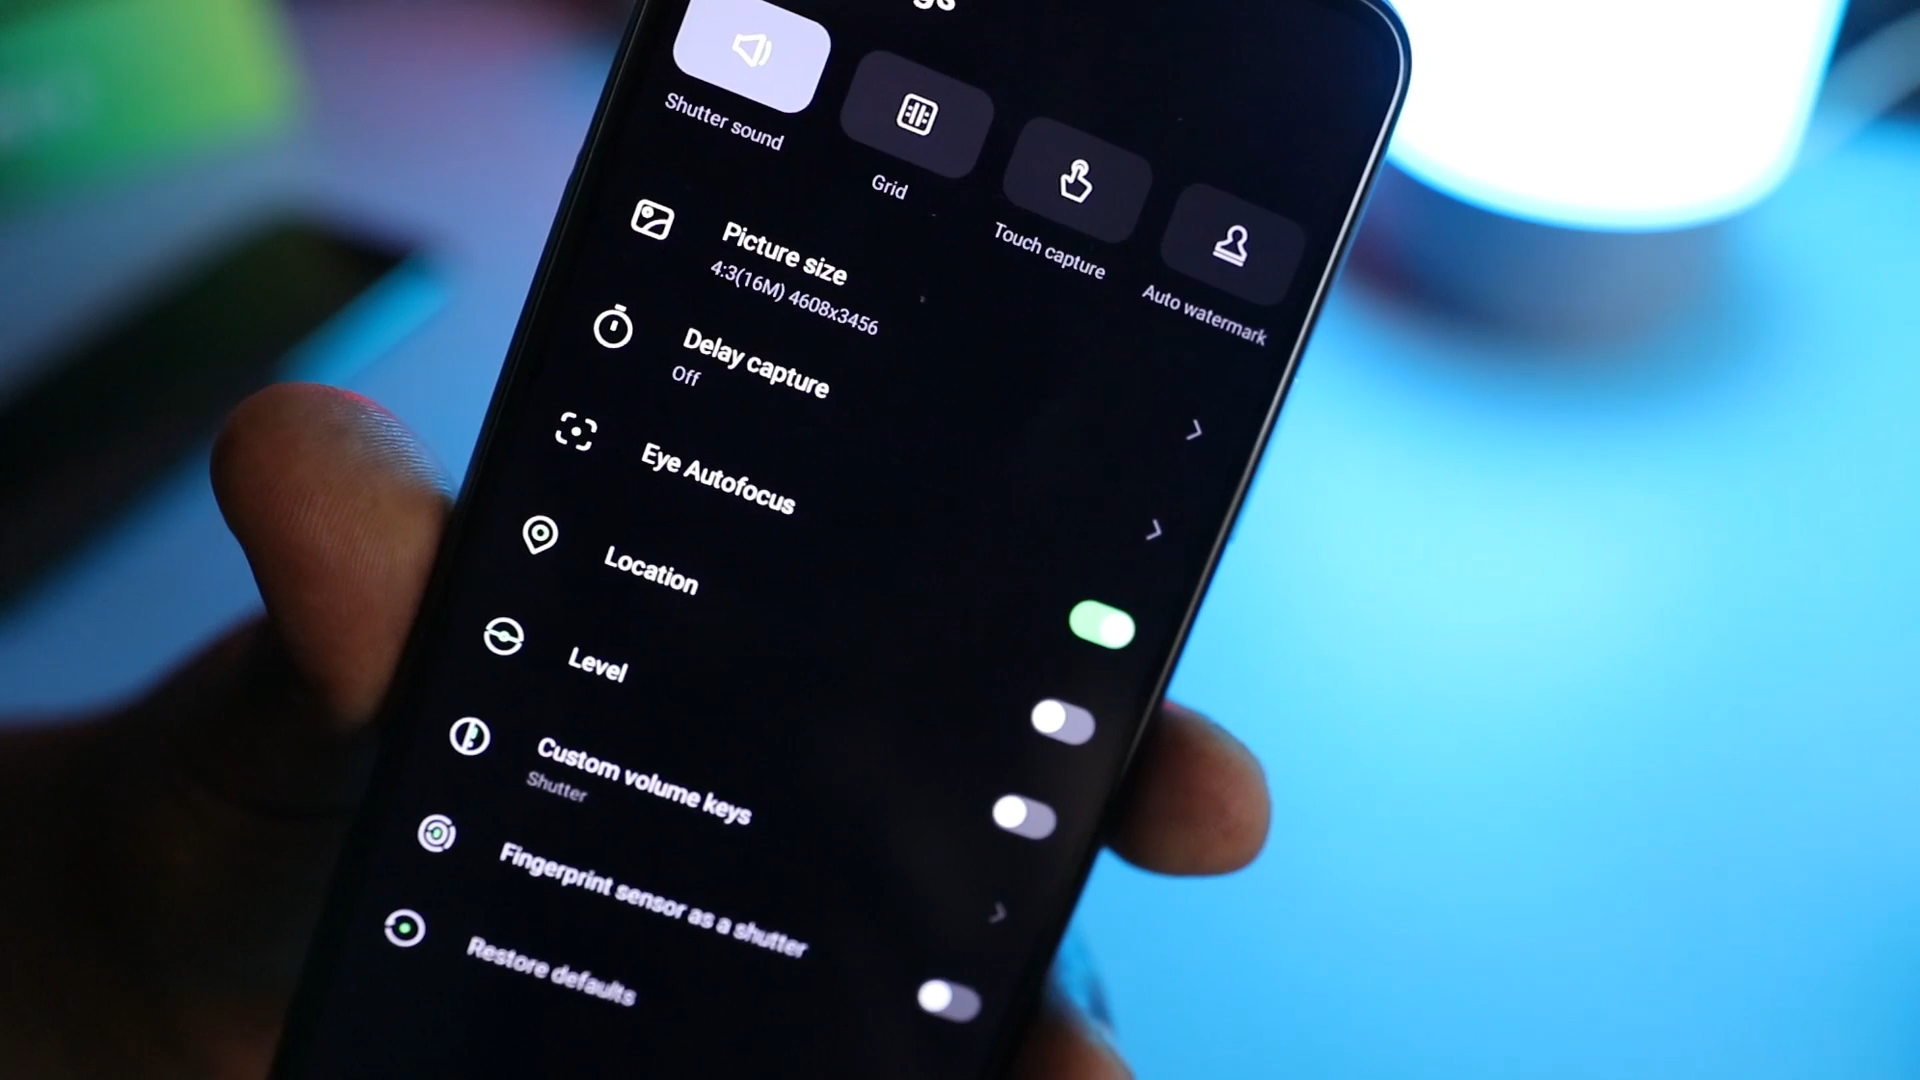 gs
Shutter sound
Grid
Touch capture
Auto watermark
Picture size
4:3(16M) 4608x3456
Delay capture
Off
Eye Autofocus
Location
Level
Custom volume keys
Shutter
Fingerprint sensor as a shutter
Restore defaults